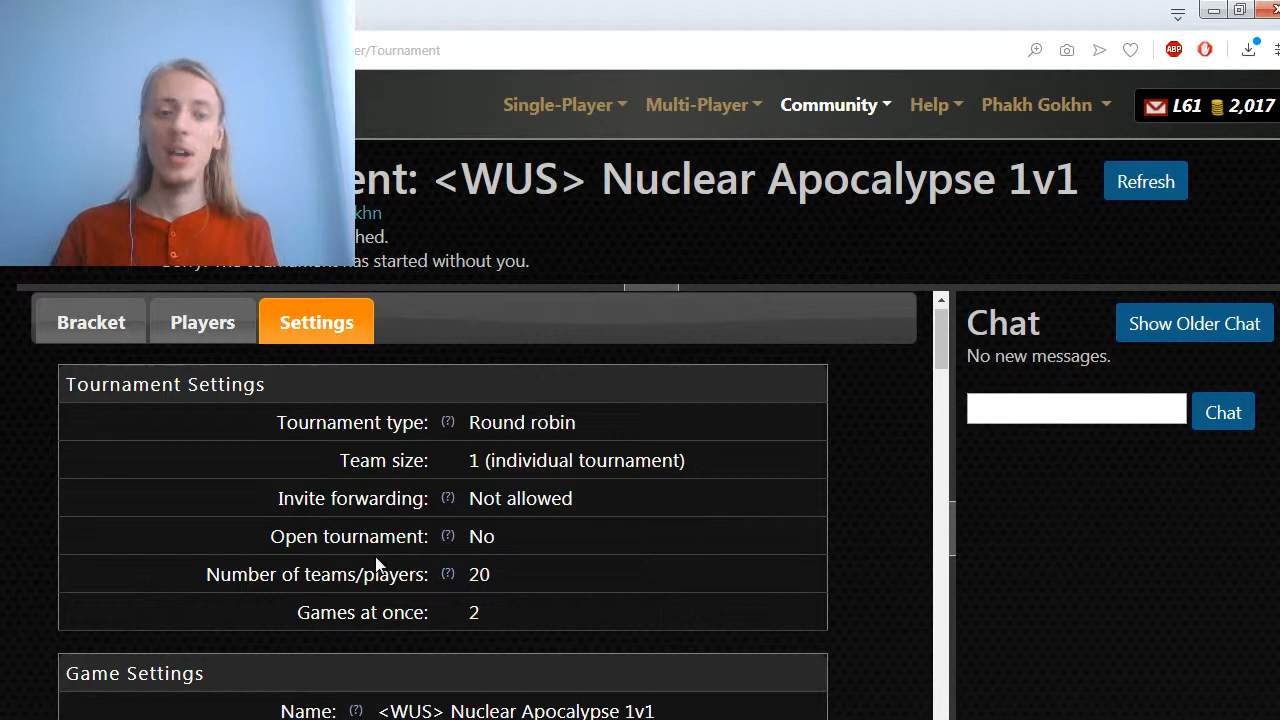 er/Tournament
ABP
Single-Player Multi-Player Community Help Phakh Gokhn L61 2,017
ent: <WUS> Nuclear Apocalypse 1v1 Refresh
khn
hed.
has started without you.
Bracket Players Settings
Chat Show Older Chat
No new messages.
Chat
Tournament Settings
Tournament type: (?) Round robin
Team size: 1 (individual tournament)
Invite forwarding: (?) Not allowed
Open tournament: (?) No
Number of teams/players: (?) 20
Games at once: 2
Game Settings
Name: (?) <WUS> Nuclear Apocalypse 1v1